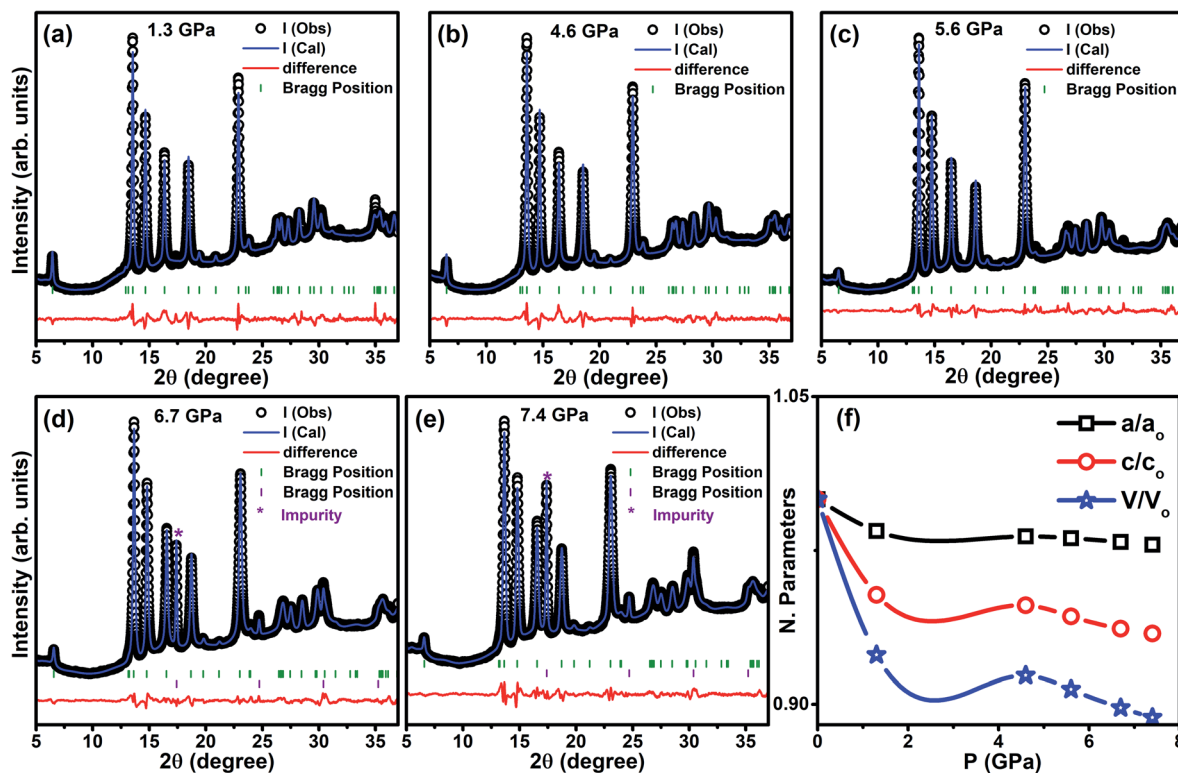 (a) 1.3 GPa
I (Obs)
I (Cal)
difference
Bragg Position
Intensity (arb. units)
5 10 15 20 25 30 35
2θ (degree)
(b) 4.6 GPa
I (Obs)
I (Cal)
difference
Bragg Position
5 10 15 20 25 30 35
2θ (degree)
(c) 5.6 GPa
I (Obs)
I (Cal)
difference
Bragg Position
5 10 15 20 25 30 35
2θ (degree)
(d) 6.7 GPa
I (Obs)
I (Cal)
difference
Bragg Position
Bragg Position
* Impurity
*
Intensity (arb. units)
5 10 15 20 25 30 35
2θ (degree)
(e) 7.4 GPa
I (Obs)
I (Cal)
difference
Bragg Position
Bragg Position
* Impurity
*
5 10 15 20 25 30 35
2θ (degree)
(f)
a/aₒ
c/cₒ
V/Vₒ
1.05
N. Parameters
0.90
0 2 4 6 8
P (GPa)